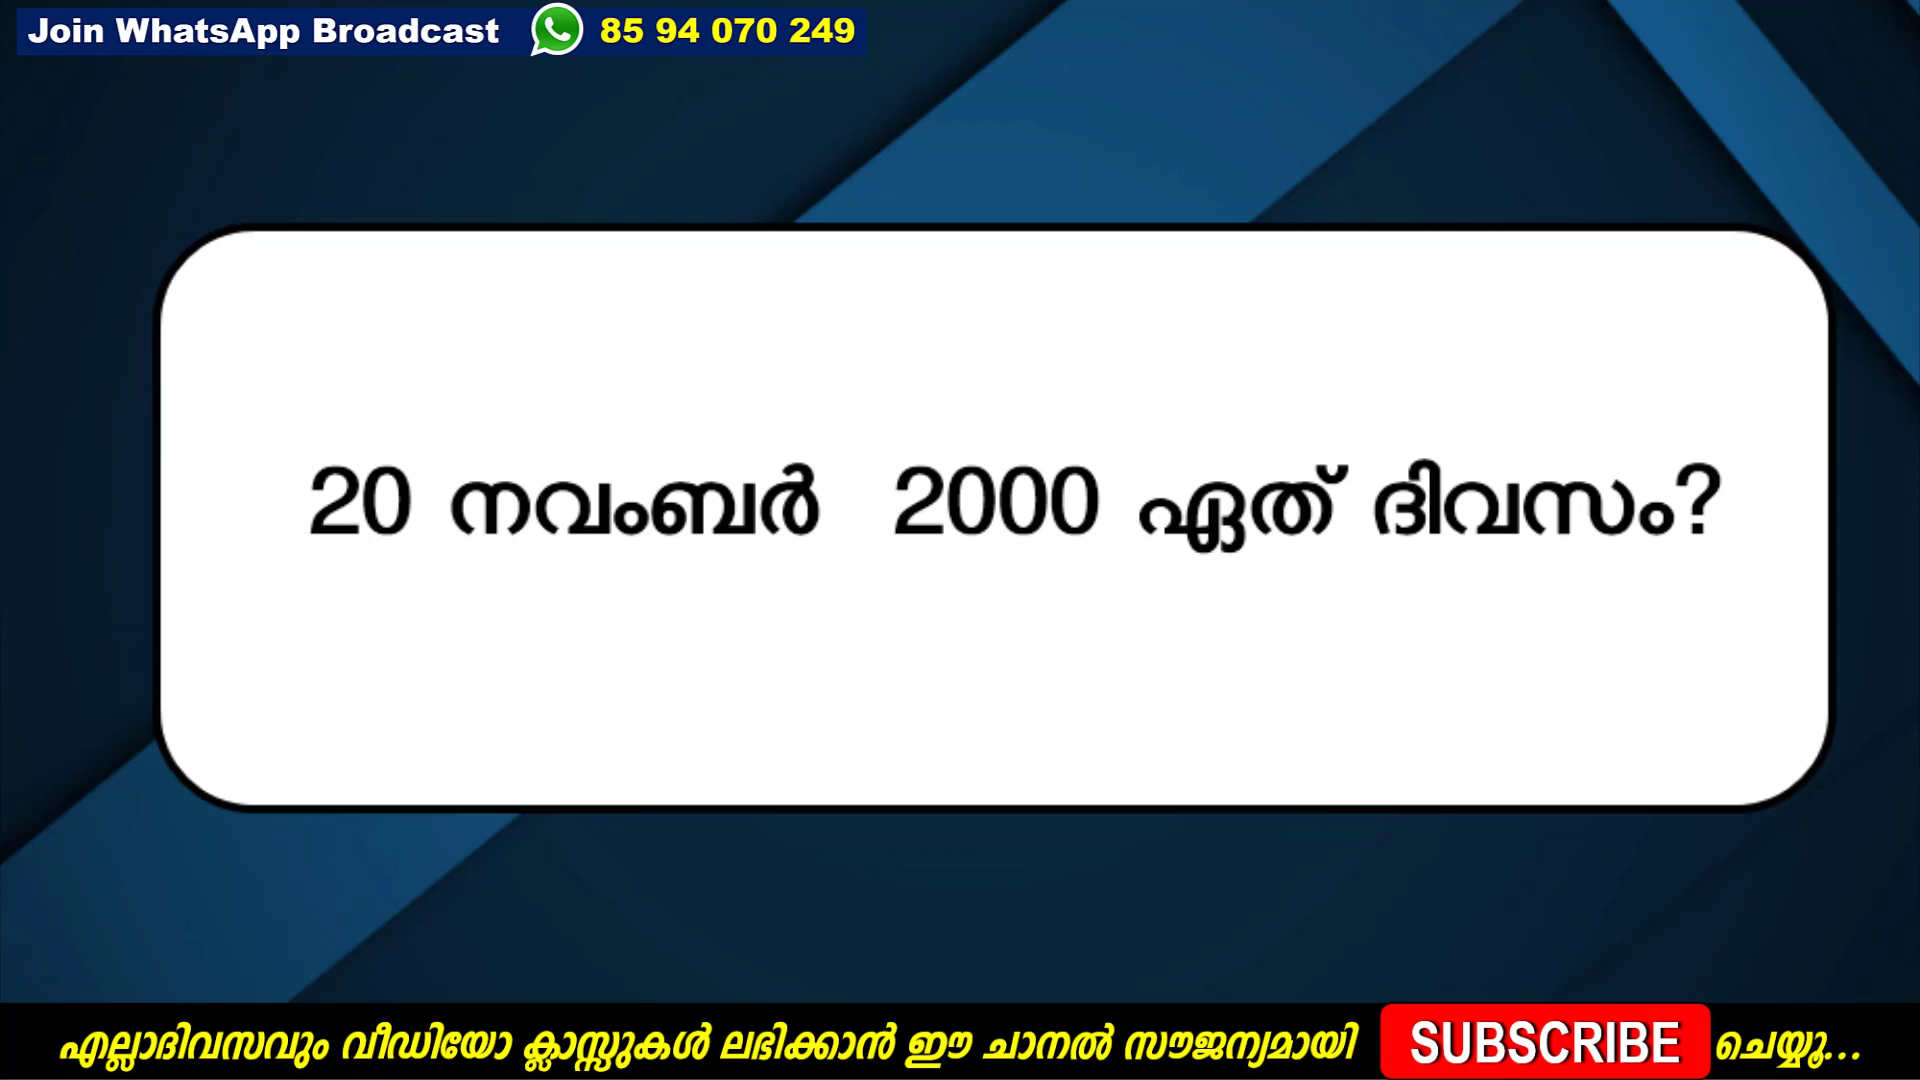 Join WhatsApp Broadcast 85 94 070 249
20 നവംബർ 2000 ഏത് ദിവസം?
എല്ലാദിവസവും വീഡിയോ ക്ലാസ്സുകൾ ലഭിക്കാൻ ഈ ചാനൽ സൗജന്യമായി SUBSCRIBE ചെയ്യൂ...